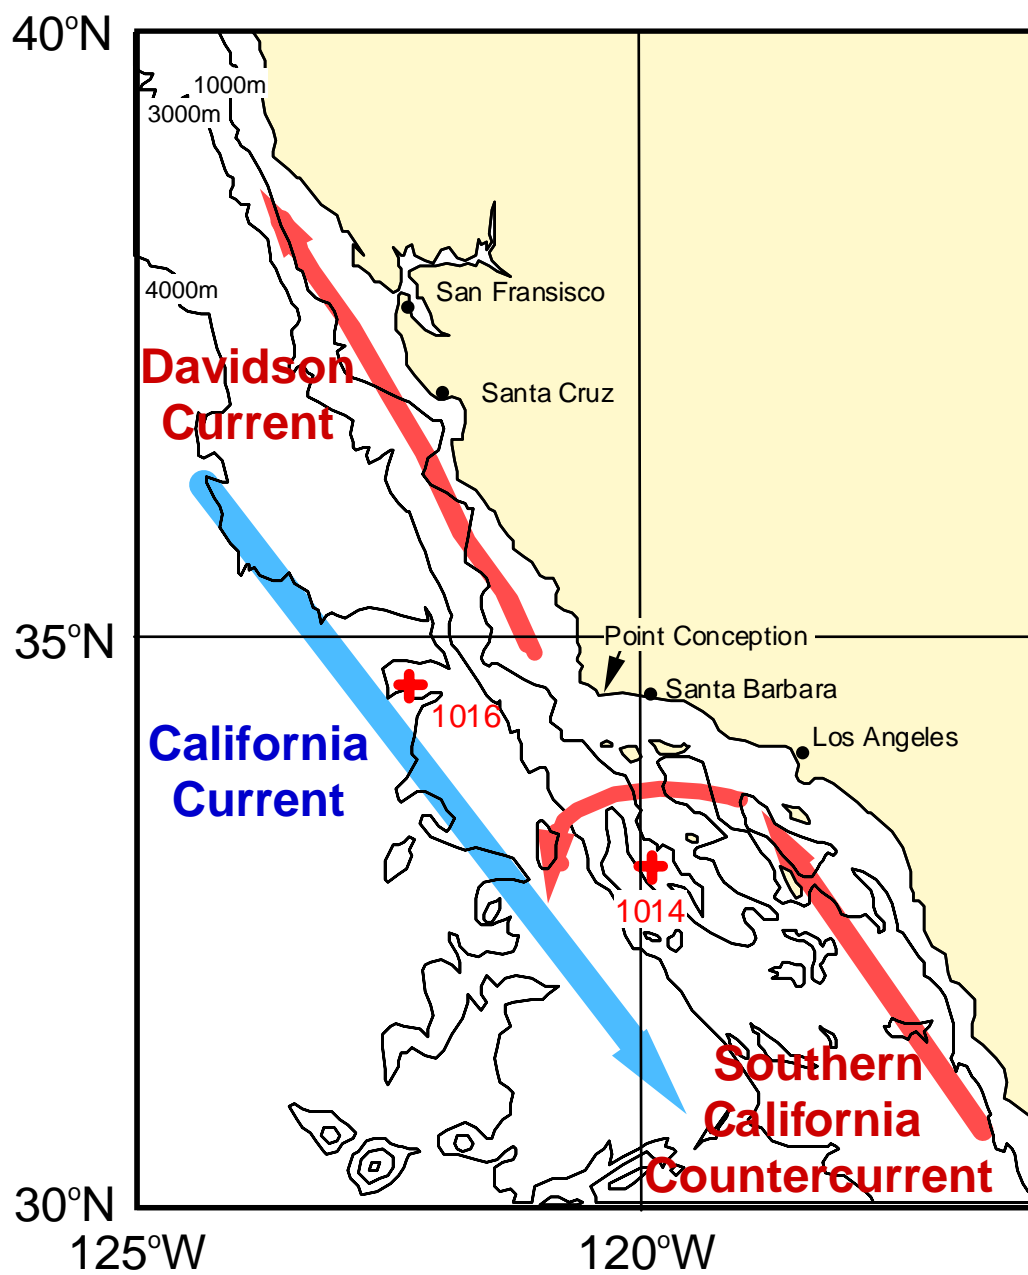 40°N
1000m
3000m
4000m
San Fransisco
Davidson
Current
Santa Cruz
35°N
Point Conception
Santa Barbara
1016
California
Current
Los Angeles
1014
Southern
California
Countercurrent
30°N
125°W
120°W